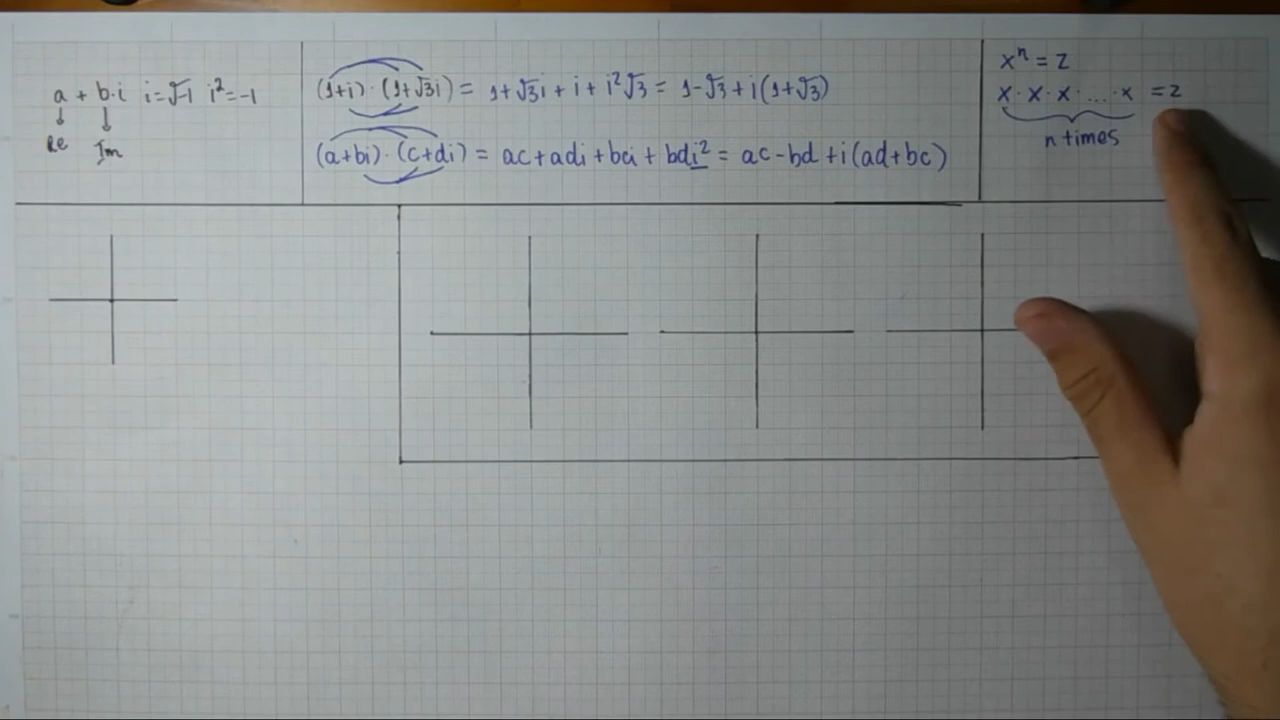 a + b·i i=√-1 i²=-1
Re Im
(1+i)·(1+√3i) = 1+√3i + i + i²√3 = 1-√3+i(1+√3)
(a+bi)·(c+di) = ac+adi+bci+bdi² = ac-bd+i(ad+bc)
xⁿ = z
x·x·x·...·x = z
n times